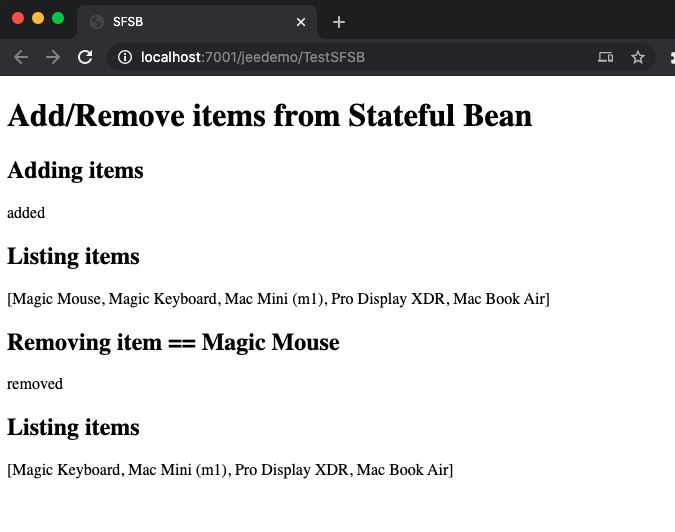 SFSB
localhost:7001/jeedemo/TestSFSB
Add/Remove items from Stateful Bean
Adding items
added
Listing items
[Magic Mouse, Magic Keyboard, Mac Mini (m1), Pro Display XDR, Mac Book Air]
Removing item == Magic Mouse
removed
Listing items
[Magic Keyboard, Mac Mini (m1), Pro Display XDR, Mac Book Air]